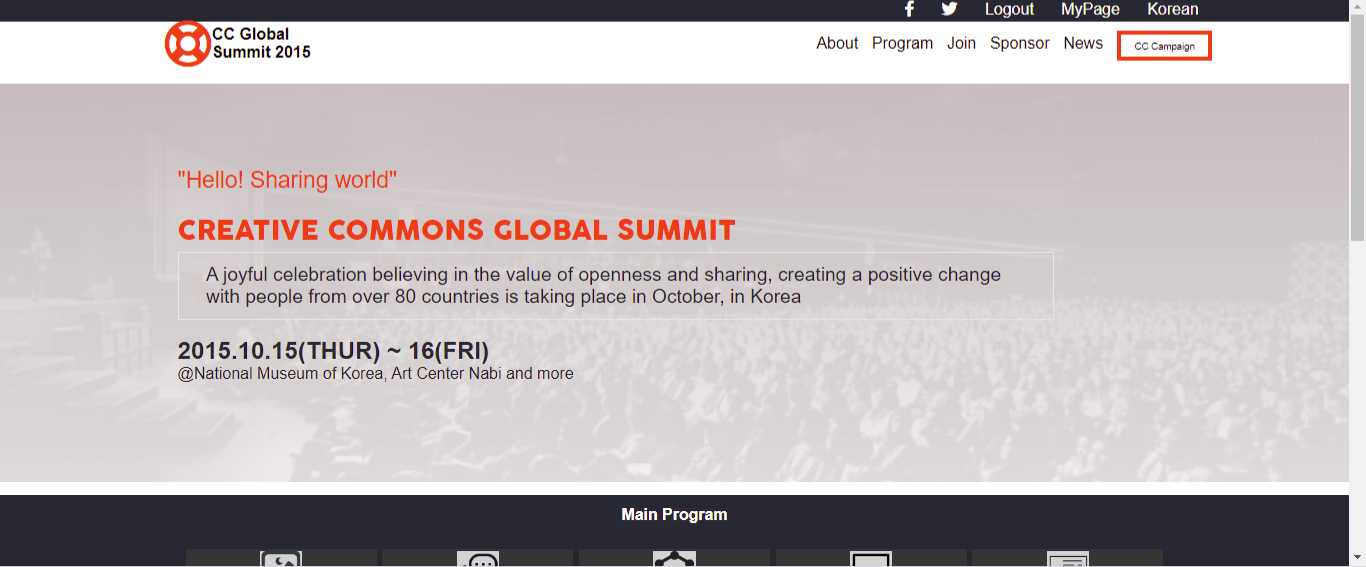 Logout MyPage Korean
CC Global
Summit 2015
About Program Join Sponsor News CC Campaign
"Hello! Sharing world"
CREATIVE COMMONS GLOBAL SUMMIT
A joyful celebration believing in the value of openness and sharing, creating a positive change
with people from over 80 countries is taking place in October, in Korea
2015.10.15(THUR) ~ 16(FRI)
@National Museum of Korea, Art Center Nabi and more
Main Program